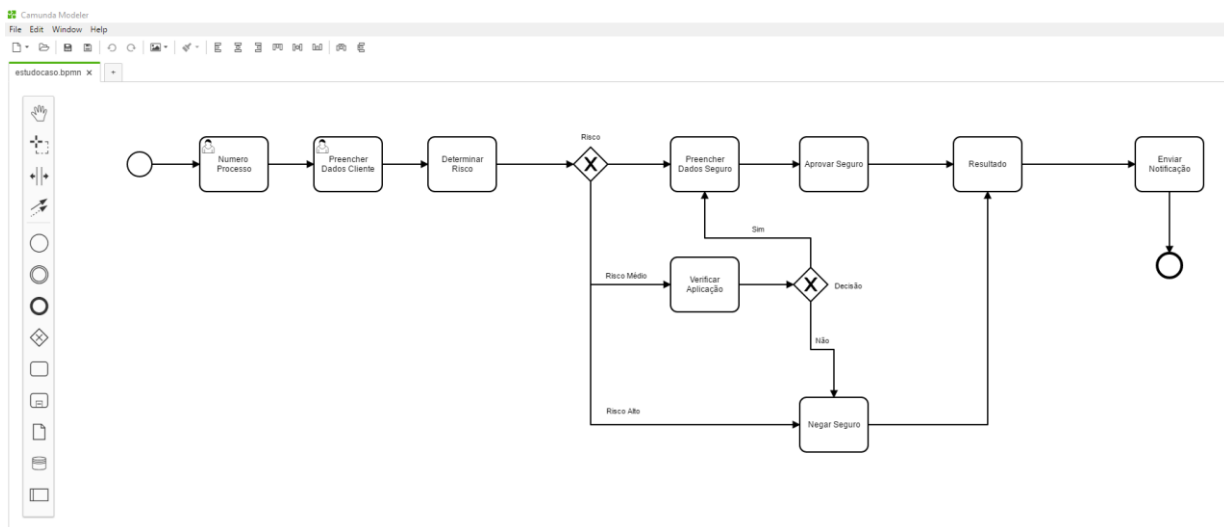 Camunda Modeler
File Edit Window Help
estudocaso.bpmn ×
+
Risco
Numero
Processo
Preencher
Dados Cliente
Determinar
Risco
Preencher
Dados Seguro
Aprovar Seguro
Resultado
Enviar
Notificação
Sim
Risco Médio
Verificar
Aplicação
Decisão
Não
Risco Alto
Negar Seguro